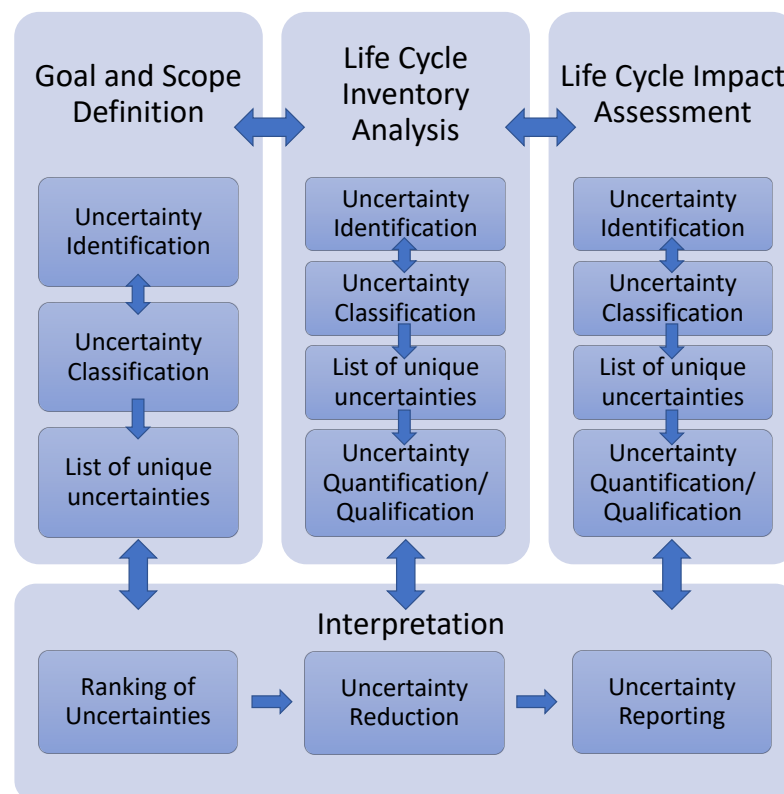 Goal and Scope
Definition
Uncertainty
Identification
Uncertainty
Classification
List of unique
uncertainties
Life Cycle
Inventory
Analysis
Uncertainty
Identification
Uncertainty
Classification
List of unique
uncertainties
Uncertainty
Quantification/
Qualification
Life Cycle Impact
Assessment
Uncertainty
Identification
Uncertainty
Classification
List of unique
uncertainties
Uncertainty
Quantification/
Qualification
Interpretation
Ranking of
Uncertainties
Uncertainty
Reduction
Uncertainty
Reporting